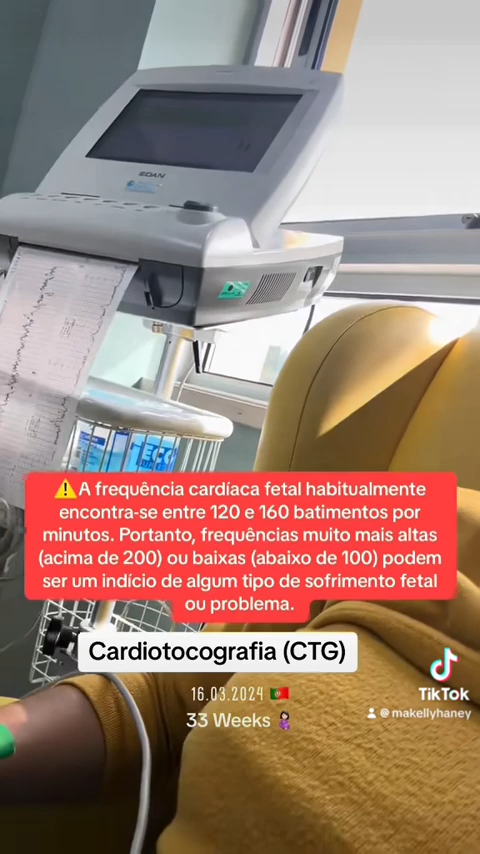 EDAN
⚠️A frequência cardíaca fetal habitualmente
encontra-se entre 120 e 160 batimentos por
minutos. Portanto, frequências muito mais altas
(acima de 200) ou baixas (abaixo de 100) podem
ser um indício de algum tipo de sofrimento fetal
ou problema.
Cardiotocografia (CTG)
16.03.2024 🇵🇹
33 Weeks 🤰
TikTok
@makellyhaney